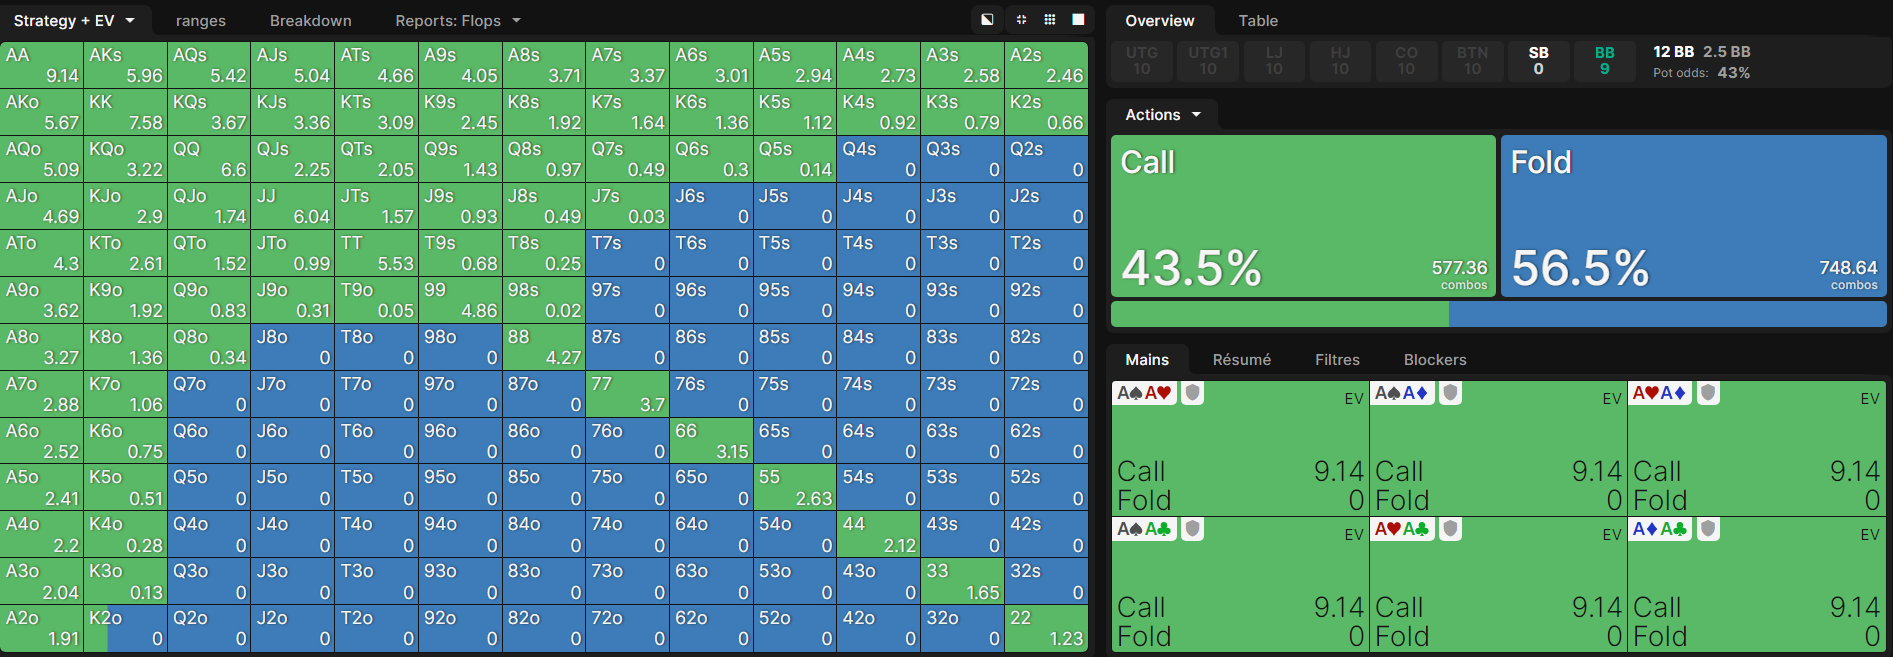 Strategy + EV ranges Breakdown Reports: Flops
AA AKs AQs AJs ATs A9s A8s A7s A6s A5s A4s A3s A2s
9.14 5.96 5.42 5.04 4.66 4.05 3.71 3.37 3.01 2.94 2.73 2.58 2.46
AKo KK KQs KJs KTs K9s K8s K7s K6s K5s K4s K3s K2s
5.67 7.58 3.67 3.36 3.09 2.45 1.92 1.64 1.36 1.12 0.92 0.79 0.66
AQo KQo QQ QJs QTs Q9s Q8s Q7s Q6s Q5s Q4s Q3s Q2s
5.09 3.22 6.6 2.25 2.05 1.43 0.97 0.49 0.3 0.14 0 0 0
AJo KJo QJo JJ JTs J9s J8s J7s J6s J5s J4s J3s J2s
4.69 2.9 1.74 6.04 1.57 0.93 0.49 0.03 0 0 0 0 0
ATo KTo QTo JTo TT T9s T8s T7s T6s T5s T4s T3s T2s
4.3 2.61 1.52 0.99 5.53 0.68 0.25 0 0 0 0 0 0
A9o K9o Q9o J9o T9o 99 98s 97s 96s 95s 94s 93s 92s
3.62 1.92 0.83 0.31 0.05 4.86 0.02 0 0 0 0 0 0
A8o K8o Q8o J8o T8o 98o 88 87s 86s 85s 84s 83s 82s
3.27 1.36 0.34 0 0 0 4.27 0 0 0 0 0 0
A7o K7o Q7o J7o T7o 97o 87o 77 76s 75s 74s 73s 72s
2.88 1.06 0 0 0 0 0 3.7 0 0 0 0 0
A6o K6o Q6o J6o T6o 96o 86o 76o 66 65s 64s 63s 62s
2.52 0.75 0 0 0 0 0 0 3.15 0 0 0 0
A5o K5o Q5o J5o T5o 95o 85o 75o 65o 55 54s 53s 52s
2.41 0.51 0 0 0 0 0 0 0 2.63 0 0 0
A4o K4o Q4o J4o T4o 94o 84o 74o 64o 54o 44 43s 42s
2.2 0.28 0 0 0 0 0 0 0 0 2.12 0 0
A3o K3o Q3o J3o T3o 93o 83o 73o 63o 53o 43o 33 32s
2.04 0.13 0 0 0 0 0 0 0 0 0 1.65 0
A2o K2o Q2o J2o T2o 92o 82o 72o 62o 52o 42o 32o 22
1.91 0 0 0 0 0 0 0 0 0 0 0 1.23
Overview Table
UTG UTG1 LJ HJ CO BTN SB BB 12 BB 2.5 BB
10 10 10 10 10 10 0 9 Pot odds: 43%
Actions
Call Fold
43.5% 577.36 combos 56.5% 748.64 combos
Mains Résumé Filtres Blockers
A♠A♥ EV A♠A♦ EV A♥A♦ EV
Call 9.14 Call 9.14 Call 9.14
Fold 0 Fold 0 Fold 0
A♠A♣ EV A♥A♣ EV A♦A♣ EV
Call 9.14 Call 9.14 Call 9.14
Fold 0 Fold 0 Fold 0